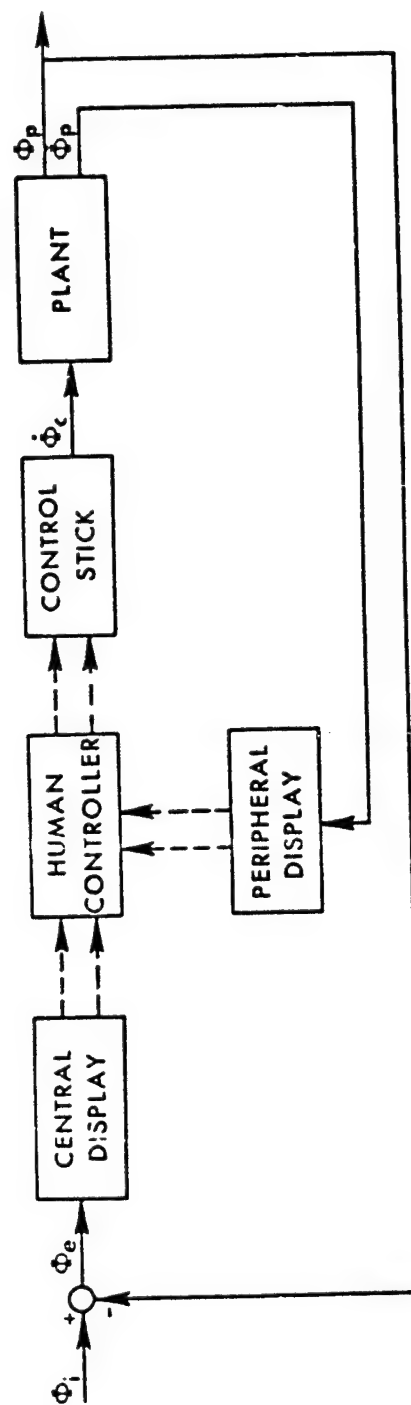 Φi
+
-
Φe
CENTRAL
DISPLAY
HUMAN
CONTROLLER
PERIPHERAL
DISPLAY
CONTROL
STICK
Φ̇c
PLANT
Φp
Φp